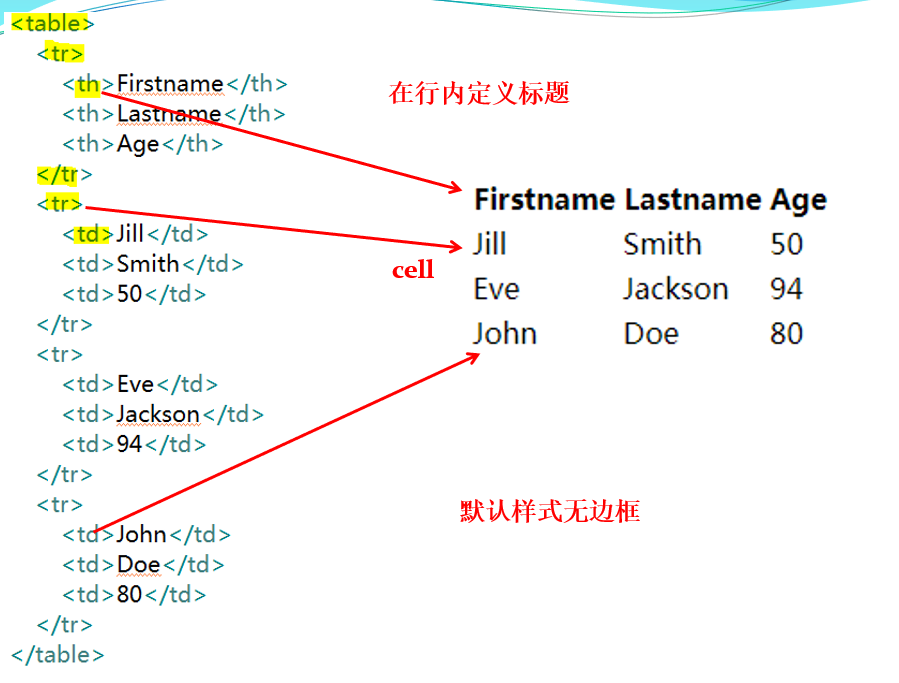 <table>
<tr>
<th>Firstname</th>
<th>Lastname</th>
<th>Age</th>
</tr>
<tr>
<td>Jill</td>
<td>Smith</td>
<td>50</td>
</tr>
<tr>
<td>Eve</td>
<td>Jackson</td>
<td>94</td>
</tr>
<tr>
<td>John</td>
<td>Doe</td>
<td>80</td>
</tr>
</table>
在行内定义标题
Firstname Lastname Age
Jill Smith 50
cell
Eve Jackson 94
John Doe 80
默认样式无边框